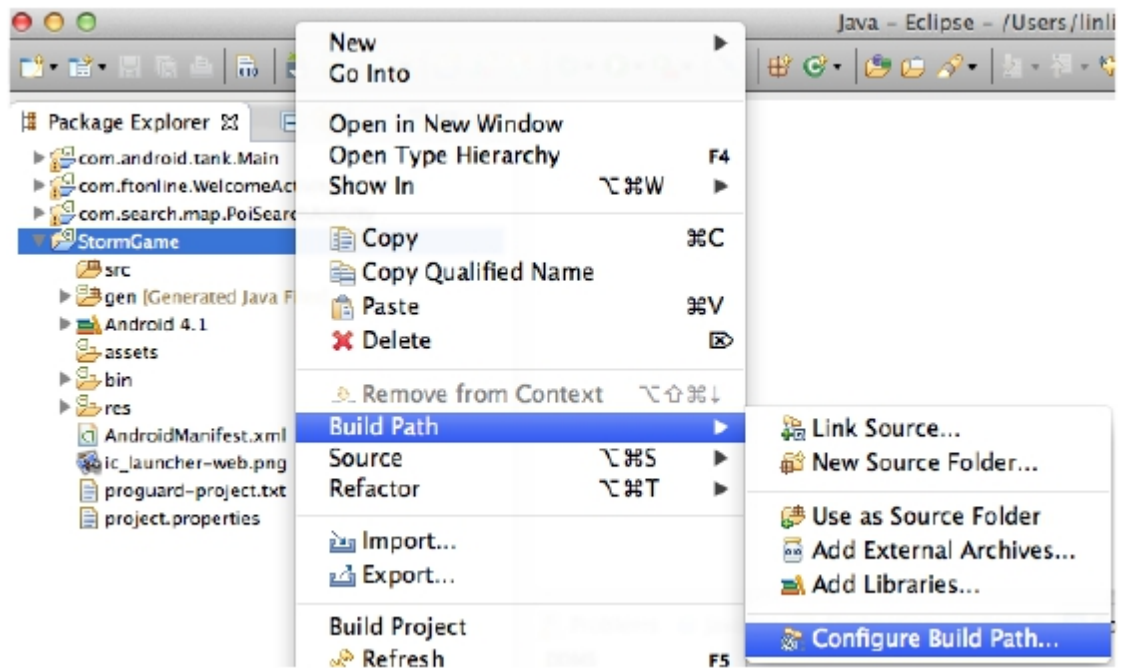 Java – Eclipse – /Users/linli
Package Explorer
com.android.tank.Main
com.ftonline.WelcomeAct
com.search.map.PoiSearc
StormGame
src
gen [Generated Java F
Android 4.1
assets
bin
res
AndroidManifest.xml
ic_launcher-web.png
proguard-project.txt
project.properties
New
Go Into
Open in New Window
Open Type Hierarchy F4
Show In ⌥⌘W
Copy ⌘C
Copy Qualified Name
Paste ⌘V
Delete ⌦
Remove from Context ⌥⇧⌘↓
Build Path
Source ⌥⌘S
Refactor ⌥⌘T
Import...
Export...
Build Project
Refresh F5
Link Source...
New Source Folder...
Use as Source Folder
Add External Archives...
Add Libraries...
Configure Build Path...